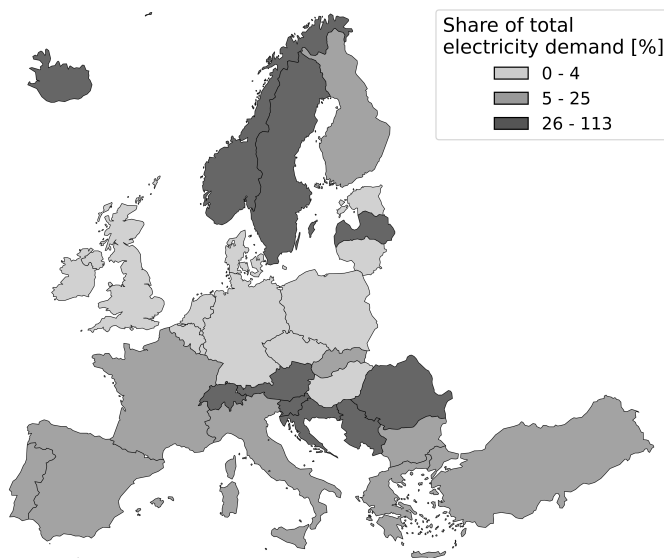 Share of total
electricity demand [%]
0 - 4
5 - 25
26 - 113